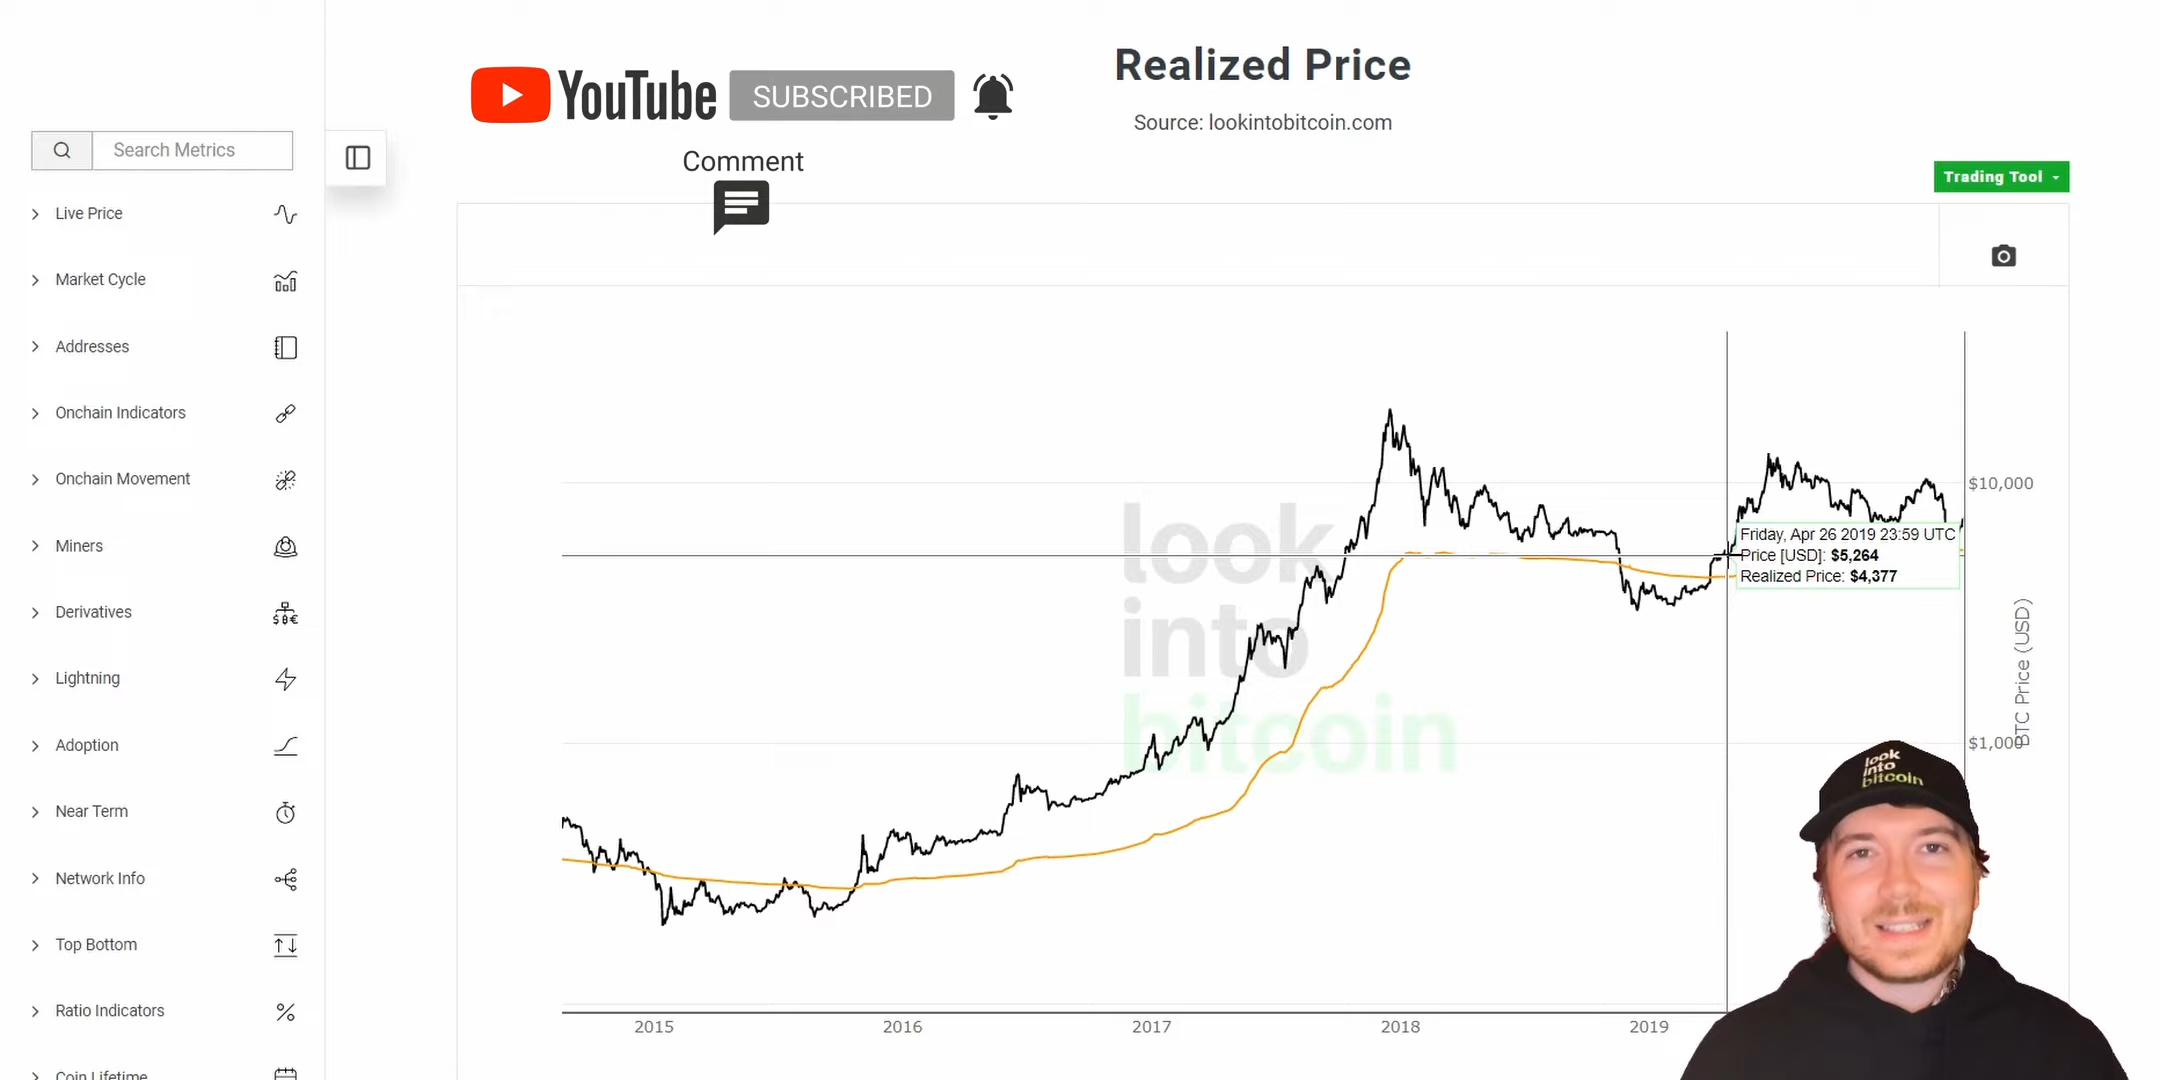 YouTube
SUBSCRIBED
Realized Price
Source: lookintobitcoin.com
Comment
Search Metrics
Trading Tool
Live Price
Market Cycle
Addresses
Onchain Indicators
Onchain Movement
Miners
Derivatives
Lightning
Adoption
Near Term
Network Info
Top Bottom
Ratio Indicators
Coin Lifetime
look
into
bitcoin
$10,000
Friday, Apr 26 2019 23:59 UTC
Price [USD]: $5,264
Realized Price: $4,377
BTC Price (USD)
$1,000
look
into
bitcoin
2015
2016
2017
2018
2019